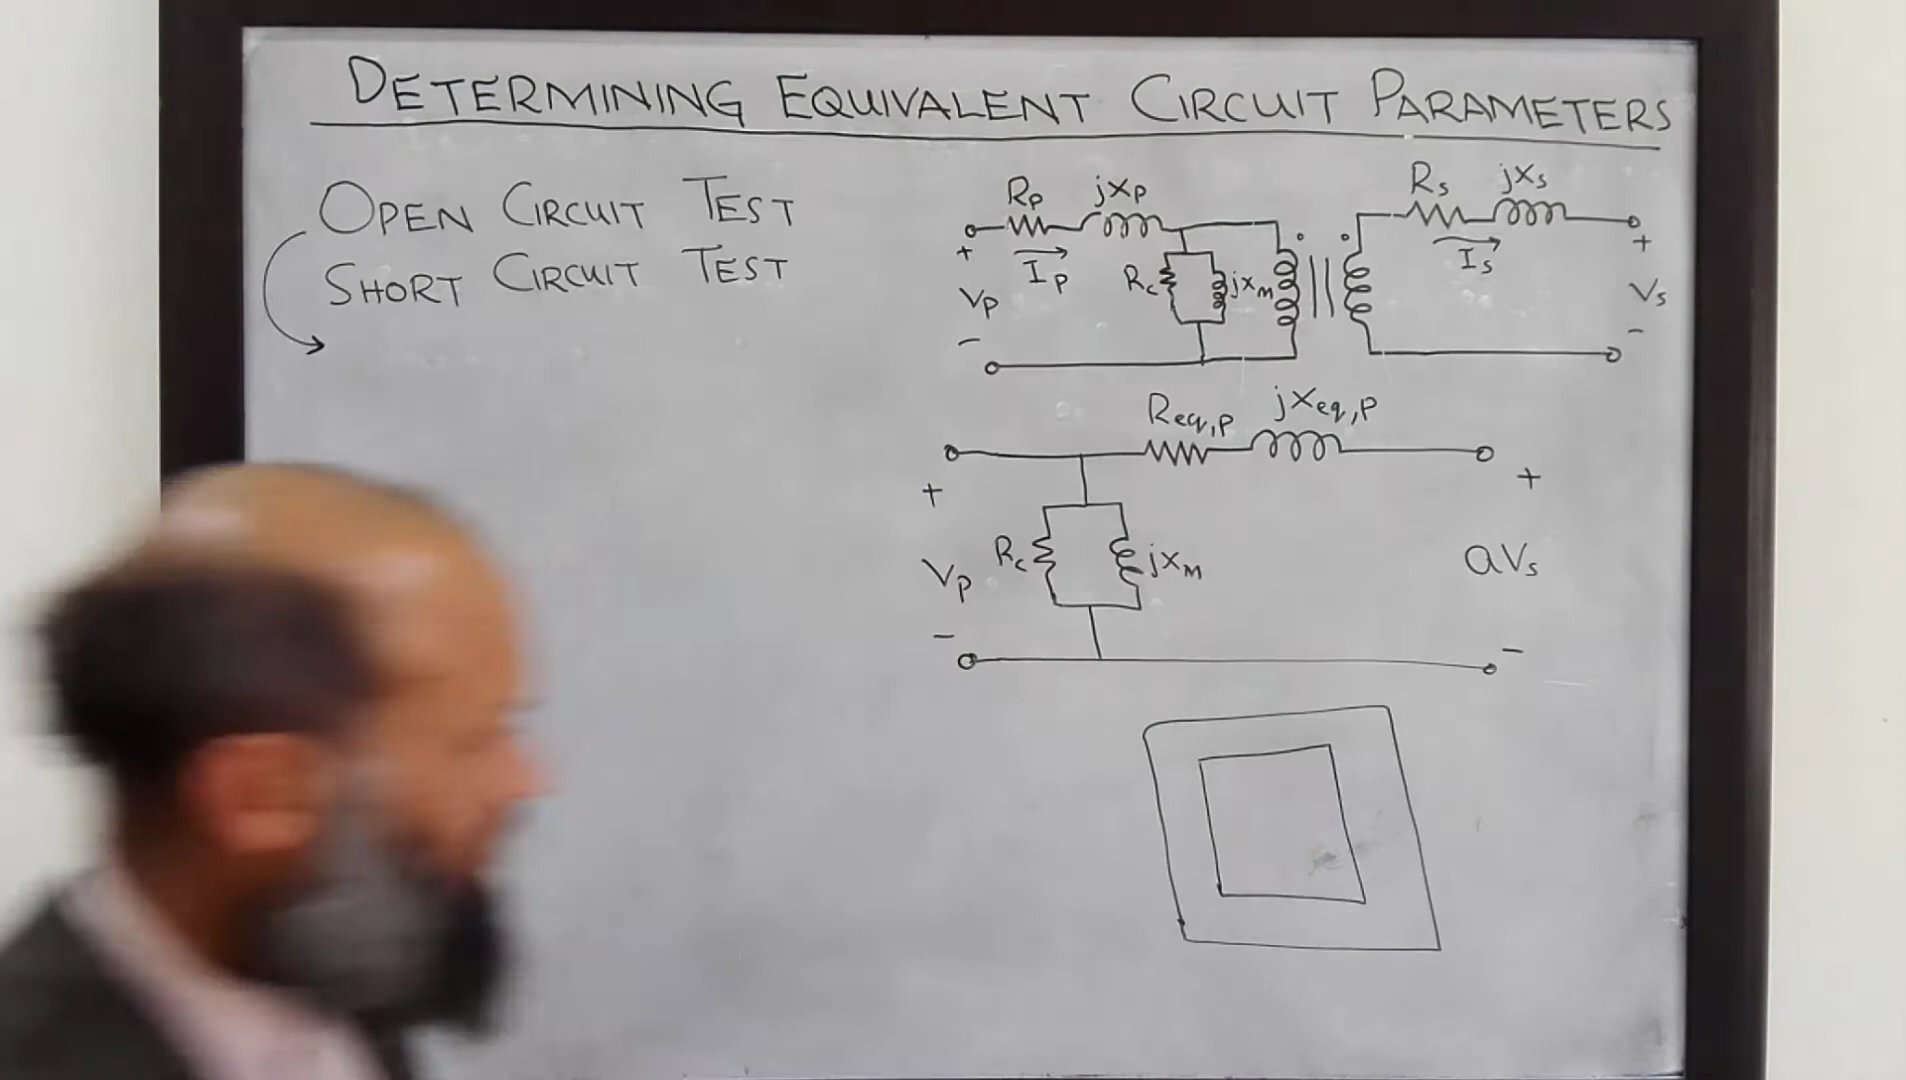 DETERMINING EQUIVALENT CIRCUIT PARAMETERS
OPEN CIRCUIT TEST
SHORT CIRCUIT TEST
Rp jXp Rs jXs
+ Ip Rc jXm Is +
Vp Vs
- -
Req,p jXeq,p
+ +
Vp Rc jXm aVs
- -